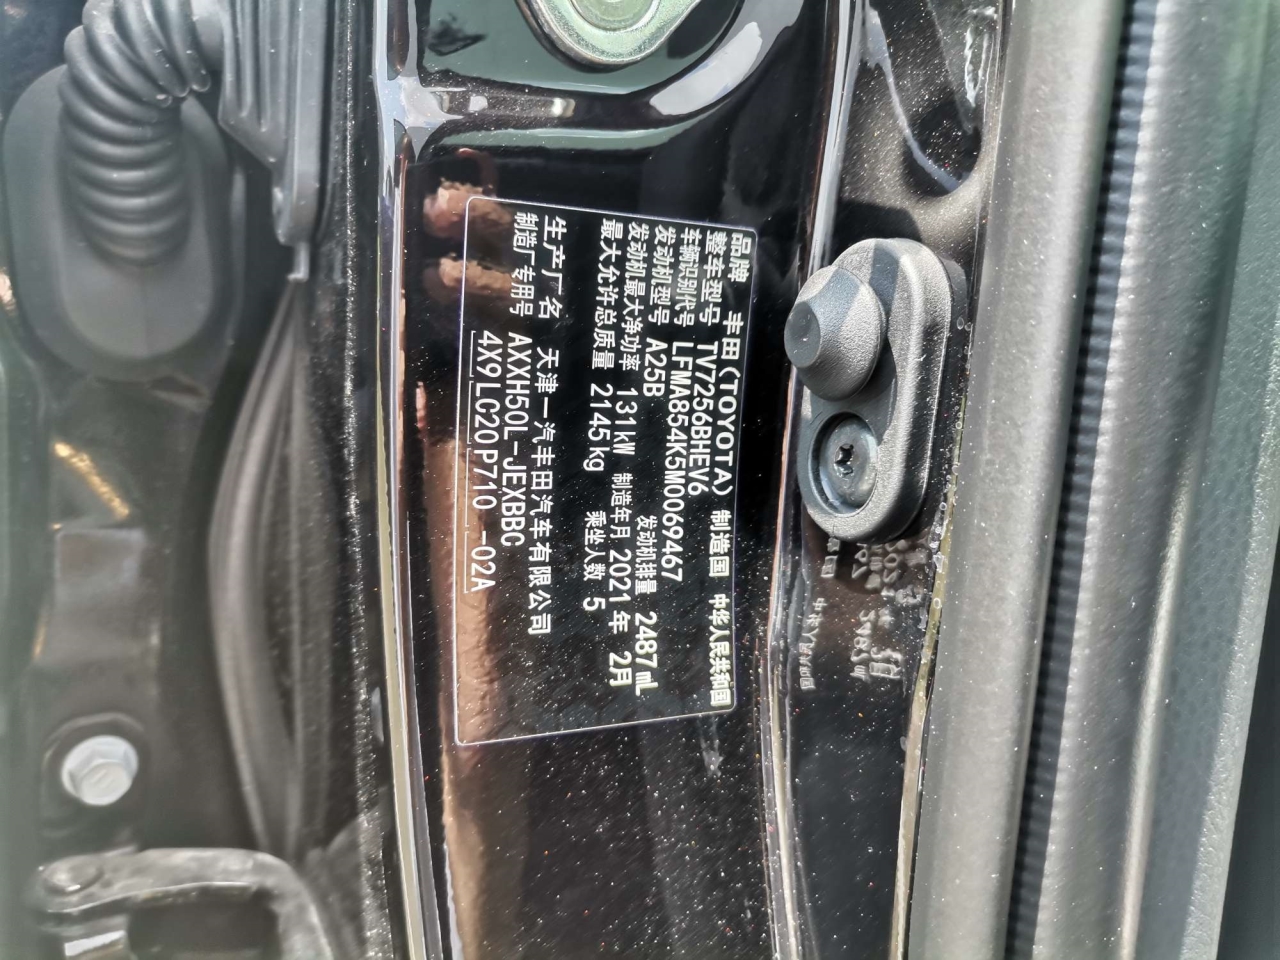 品牌 丰田(TOYOTA) 制造国 中华人民共和国
整车型号 TV7256BHEV6
车辆识别代号 LFMA854K5M0069467
发动机型号 A25B 发动机排量 2487mL
发动机最大净功率 131kW 制造年月 2021年 2月
最大允许总质量 2145kg 乘坐人数 5
生产厂名 天津一汽丰田汽车有限公司
制造厂专用号 AXXH50L-JEXBBC
4X9LC20P710 -02A